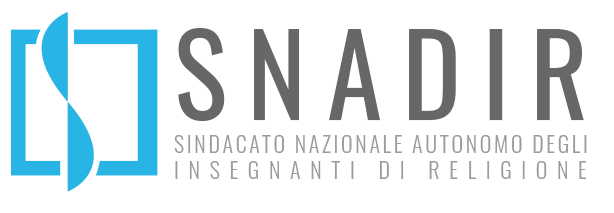 SNADIR
SINDACATO NAZIONALE AUTONOMO DEGLI
INSEGNANTI DI RELIGIONE